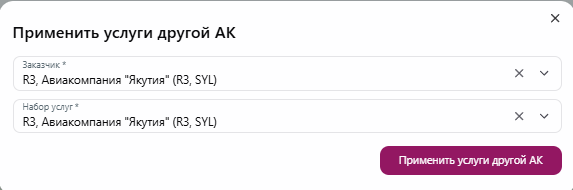 Применить услуги другой АК
Заказчик *
R3, Авиакомпания "Якутия" (R3, SYL)
Набор услуг *
R3, Авиакомпания "Якутия" (R3, SYL)
Применить услуги другой АК